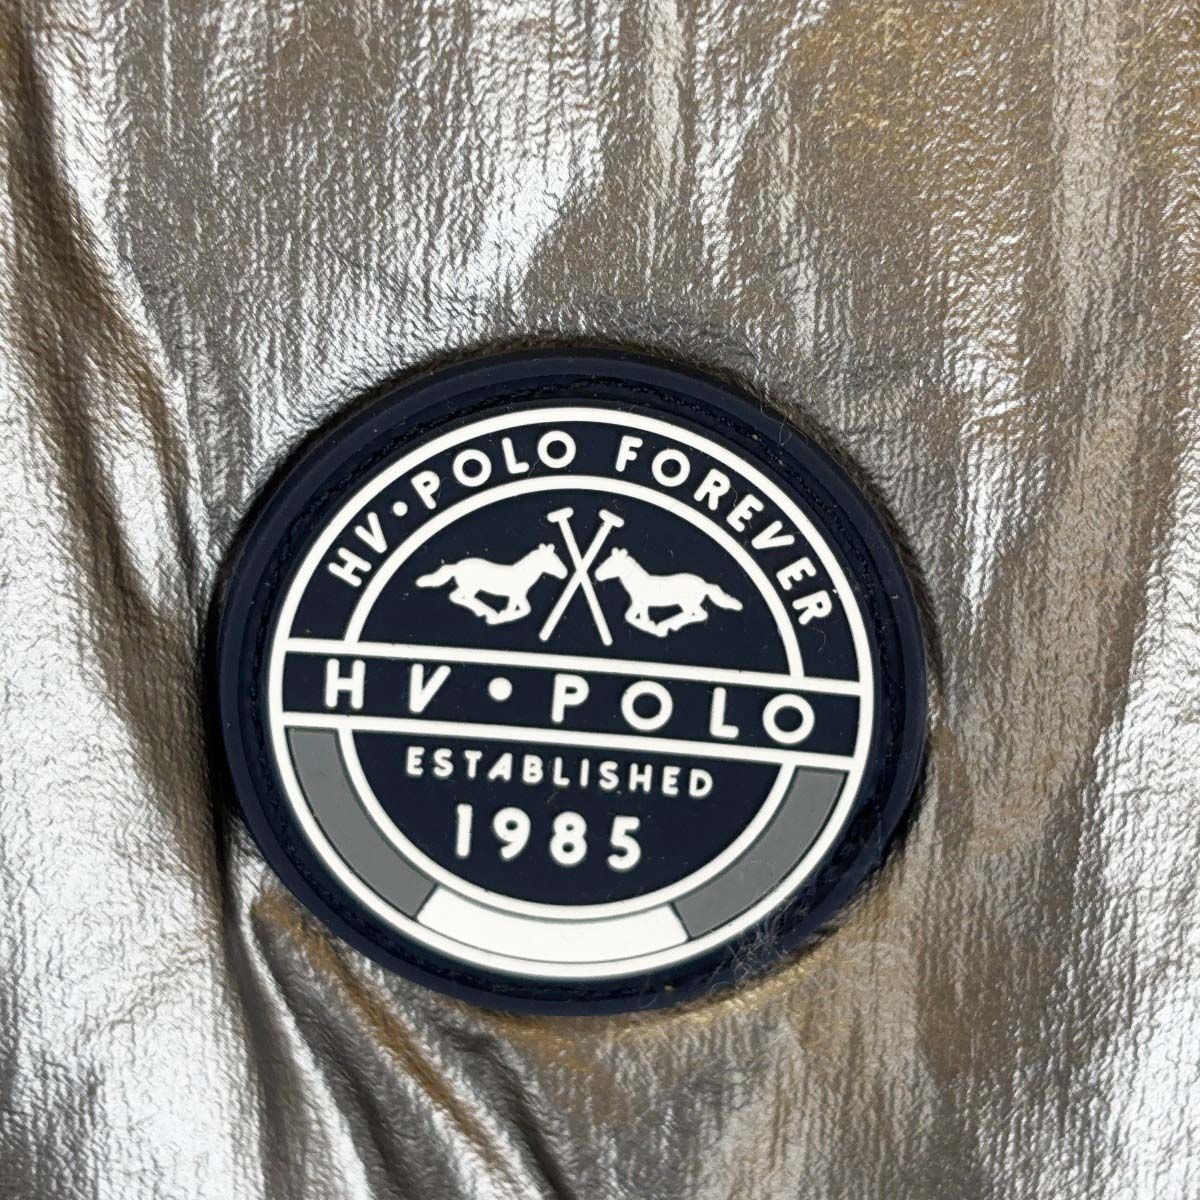 HV•POLO FOREVER
HV•POLO
ESTABLISHED
1985